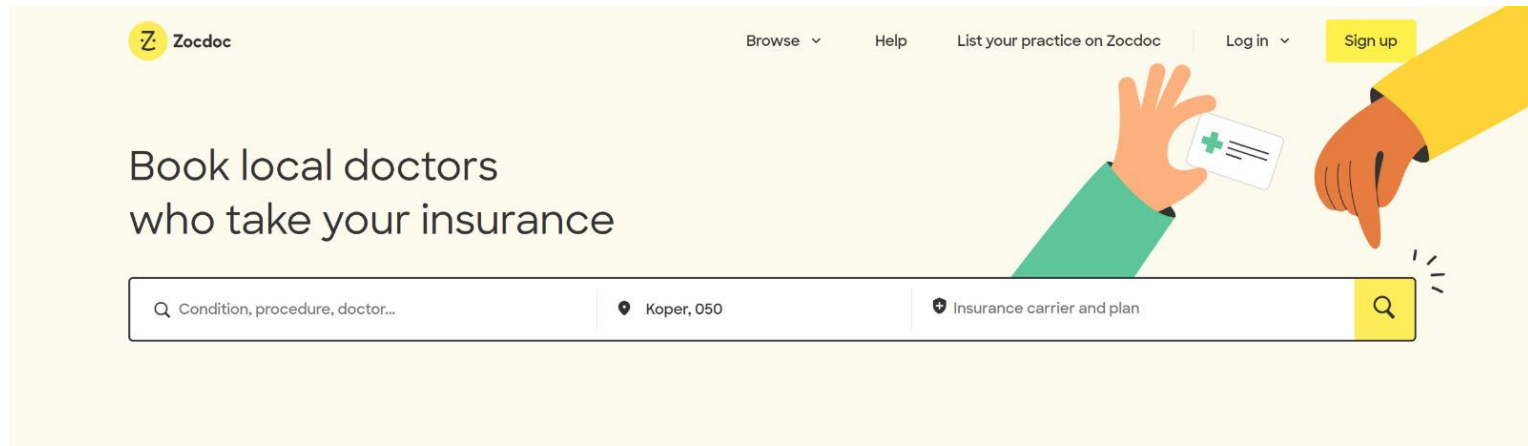 Zocdoc
Browse
Help
List your practice on Zocdoc
Log in
Sign up
Book local doctors
who take your insurance
Condition, procedure, doctor...
Koper, 050
Insurance carrier and plan